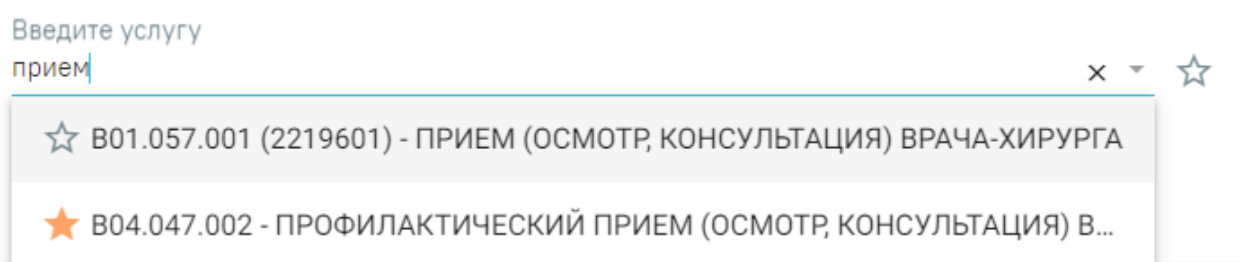 Введите услугу
прием
B01.057.001 (2219601) - ПРИЕМ (ОСМОТР, КОНСУЛЬТАЦИЯ) ВРАЧА-ХИРУРГА
B04.047.002 - ПРОФИЛАКТИЧЕСКИЙ ПРИЕМ (ОСМОТР, КОНСУЛЬТАЦИЯ) В...